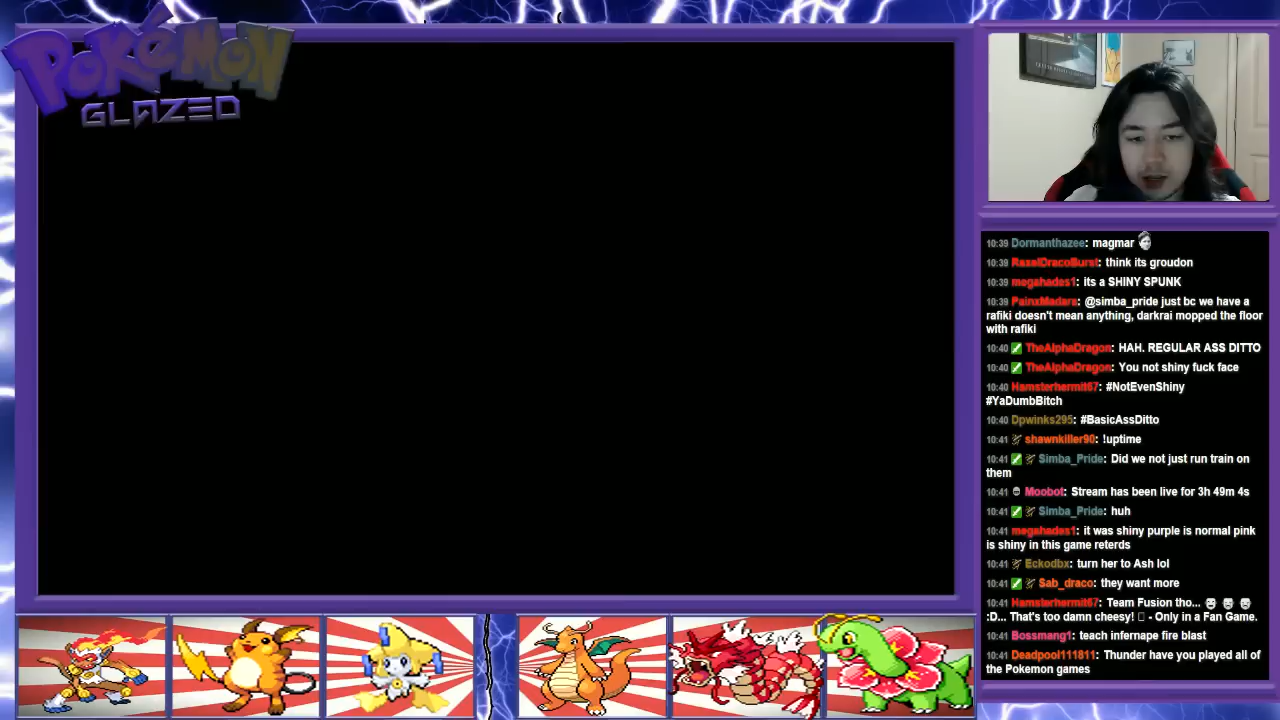 POKéMON
GLAZED
10:39 Dormanthazee: magmar
10:39 RaxelDracoBurst: think its groudon
10:39 megahades1: its a SHINY SPUNK
10:39 PainxMadara: @simba_pride just bc we have a
rafiki doesn't mean anything, darkrai mopped the floor
with rafiki
10:40 TheAlphaDragon: HAH. REGULAR ASS DITTO
10:40 TheAlphaDragon: You not shiny fuck face
10:40 Hamsterhermit67: #NotEvenShiny
#YaDumbBitch
10:40 Dpwinks295: #BasicAssDitto
10:41 shawnkiller90: !uptime
10:41 Simba_Pride: Did we not just run train on
them
10:41 Moobot: Stream has been live for 3h 49m 4s
10:41 Simba_Pride: huh
10:41 megahades1: it was shiny purple is normal pink
is shiny in this game reterds
10:41 Eckodbx: turn her to Ash lol
10:41 Sab_draco: they want more
10:41 Hamsterhermit67: Team Fusion tho...
:D... That's too damn cheesy! - Only in a Fan Game.
10:41 Bossmang1: teach infernape fire blast
10:41 Deadpool111811: Thunder have you played all of
the Pokemon games